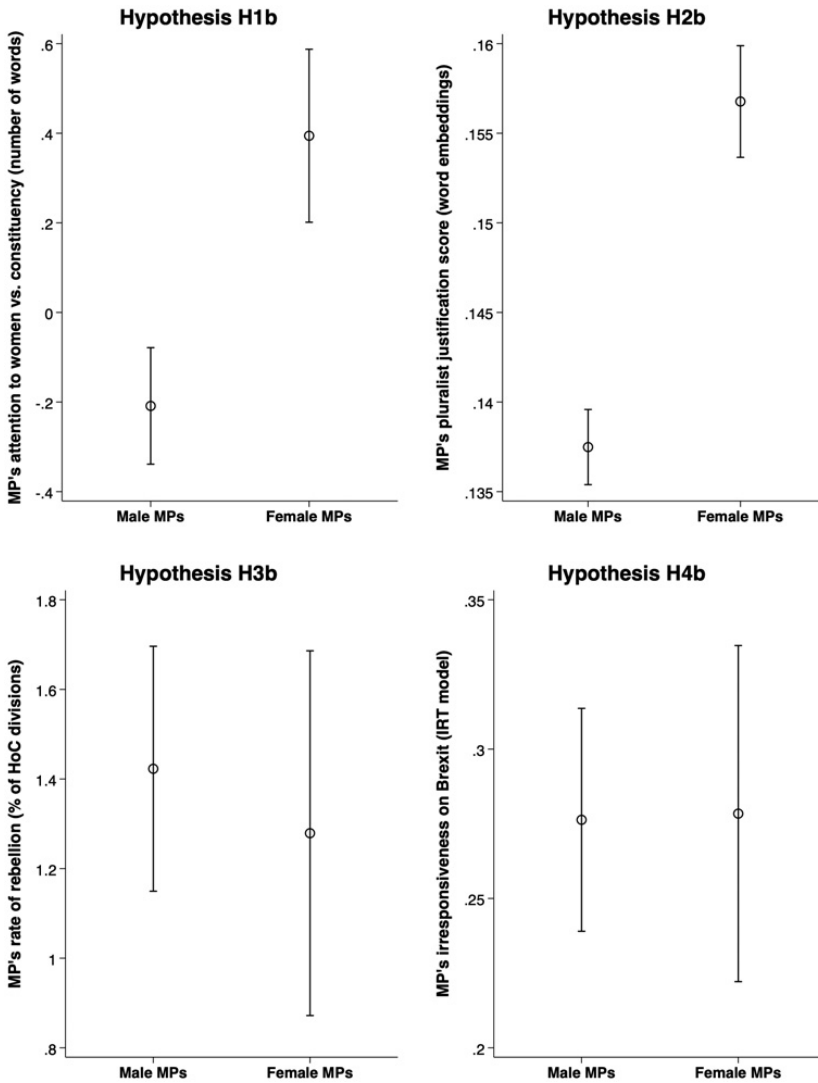 Hypothesis H1b
MP's attention to women vs. constituency (number of words)
.6
.4
.2
0
-.2
-.4
Male MPs
Female MPs
Hypothesis H2b
MP's pluralist justification score (word embeddings)
.16
.155
.15
.145
.14
.135
Male MPs
Female MPs
Hypothesis H3b
MP's rate of rebellion (% of HoC divisions)
1.8
1.6
1.4
1.2
1
.8
Male MPs
Female MPs
Hypothesis H4b
MP's irresponsiveness on Brexit (IRT model)
.35
.3
.25
.2
Male MPs
Female MPs